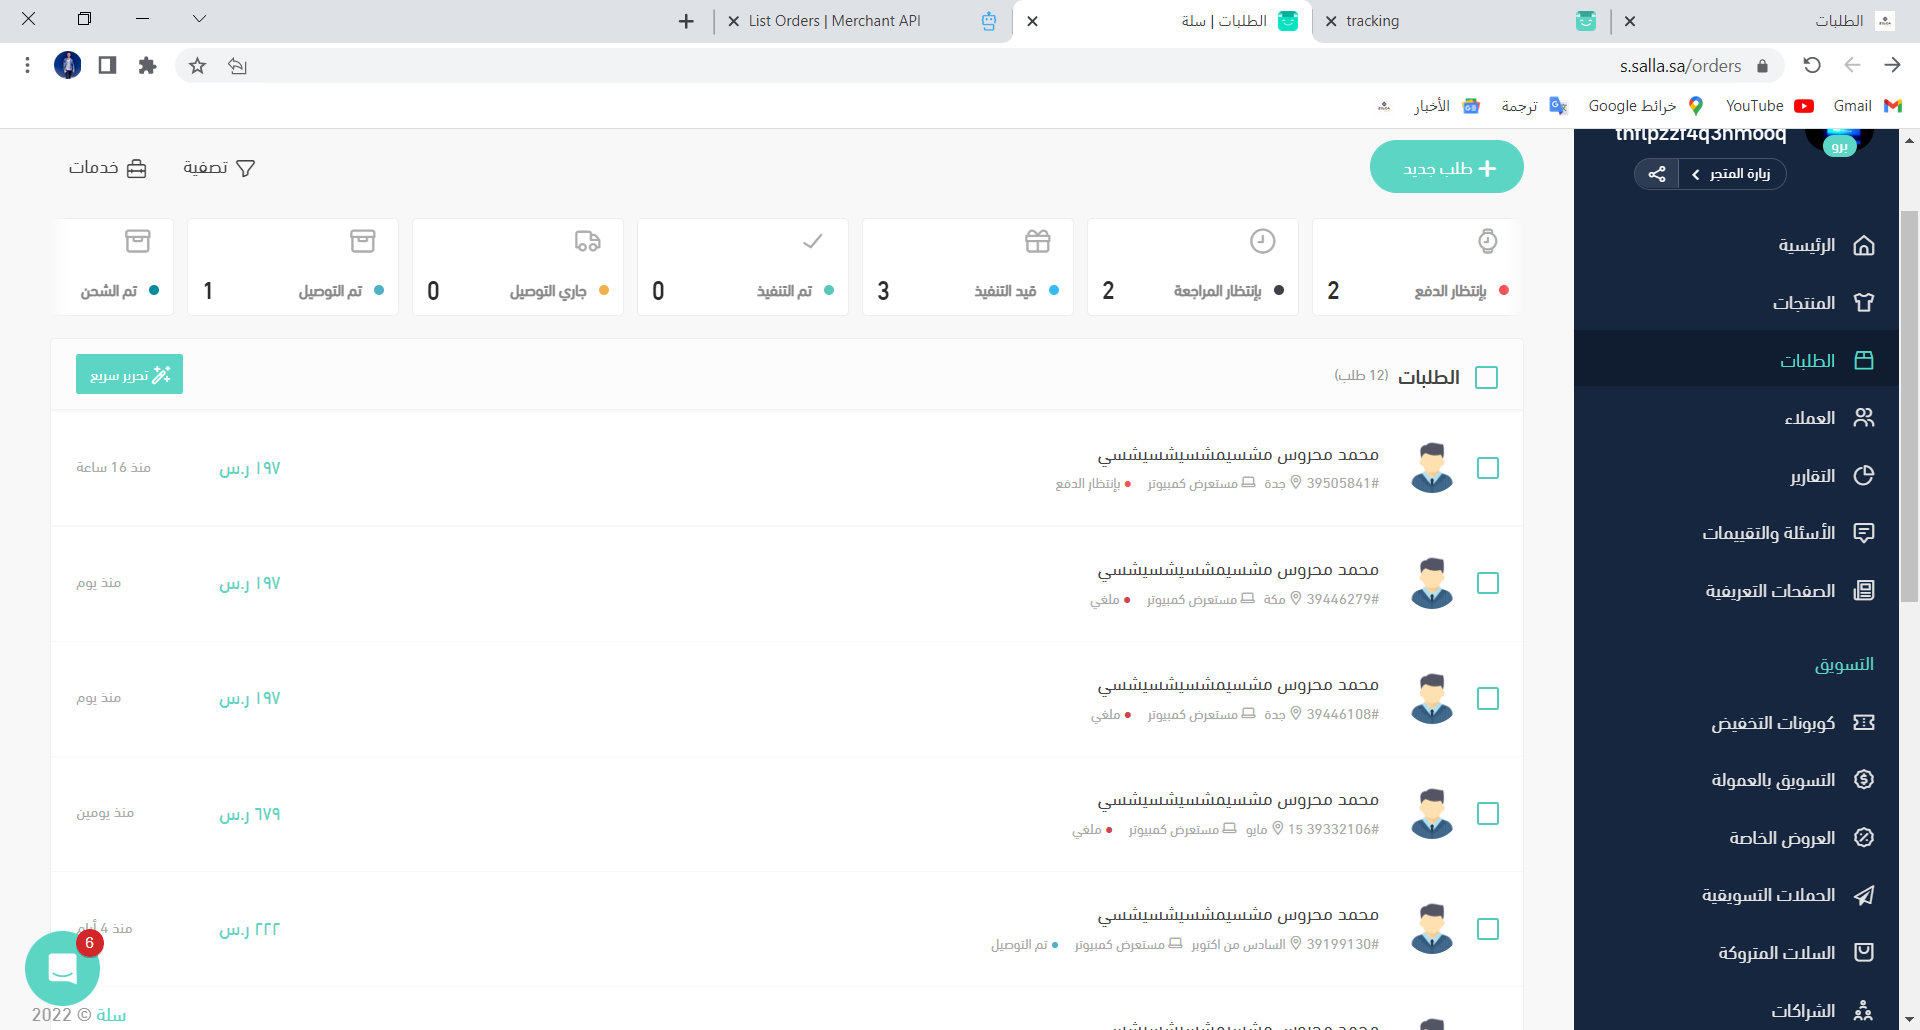 الطلبات
tracking
الطلبات | سلة
List Orders | Merchant API
s.salla.sa/orders
Gmail
YouTube
خرائط Google
ترجمة
الأخبار
thftpzzf4q3hmooq
برو
زيارة المتجر
الرئيسية
المنتجات
الطلبات
العملاء
التقارير
الأسئلة والتقييمات
الصفحات التعريفية
التسويق
كوبونات التخفيض
التسويق بالعمولة
العروض الخاصة
الحملات التسويقية
السلات المتروكة
الشراكات
طلب جديد
تصفية
خدمات
بإنتظار الدفع 2
بإنتظار المراجعة 2
قيد التنفيذ 3
تم التنفيذ 0
جاري التوصيل 0
تم التوصيل 1
تم الشحن
الطلبات (12 طلب)
تحرير سريع
محمد محروس مشسيمشسيشسيشسي
#39505841 جدة مستعرض كمبيوتر بإنتظار الدفع
١٩٧ ر.س
منذ 16 ساعة
محمد محروس مشسيمشسيشسيشسي
#39446279 مكة مستعرض كمبيوتر ملغي
١٩٧ ر.س
منذ يوم
محمد محروس مشسيمشسيشسيشسي
#39446108 جدة مستعرض كمبيوتر ملغي
١٩٧ ر.س
منذ يوم
محمد محروس مشسيمشسيشسيشسي
#39332106 15 مايو مستعرض كمبيوتر ملغي
٦٧٩ ر.س
منذ يومين
محمد محروس مشسيمشسيشسيشسي
#39199130 السادس من اكتوبر مستعرض كمبيوتر تم التوصيل
٢٢٢ ر.س
منذ 4 أيام
6
سلة © 2022